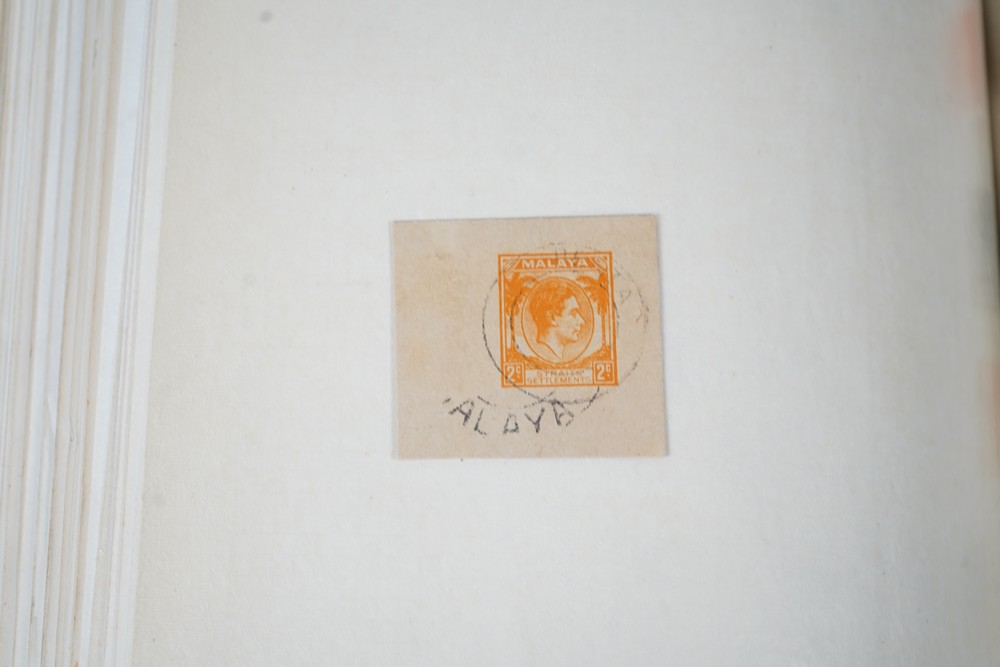 MALAYA
2c 2c
STRAITS
SETTLEMENTS
ALAYA